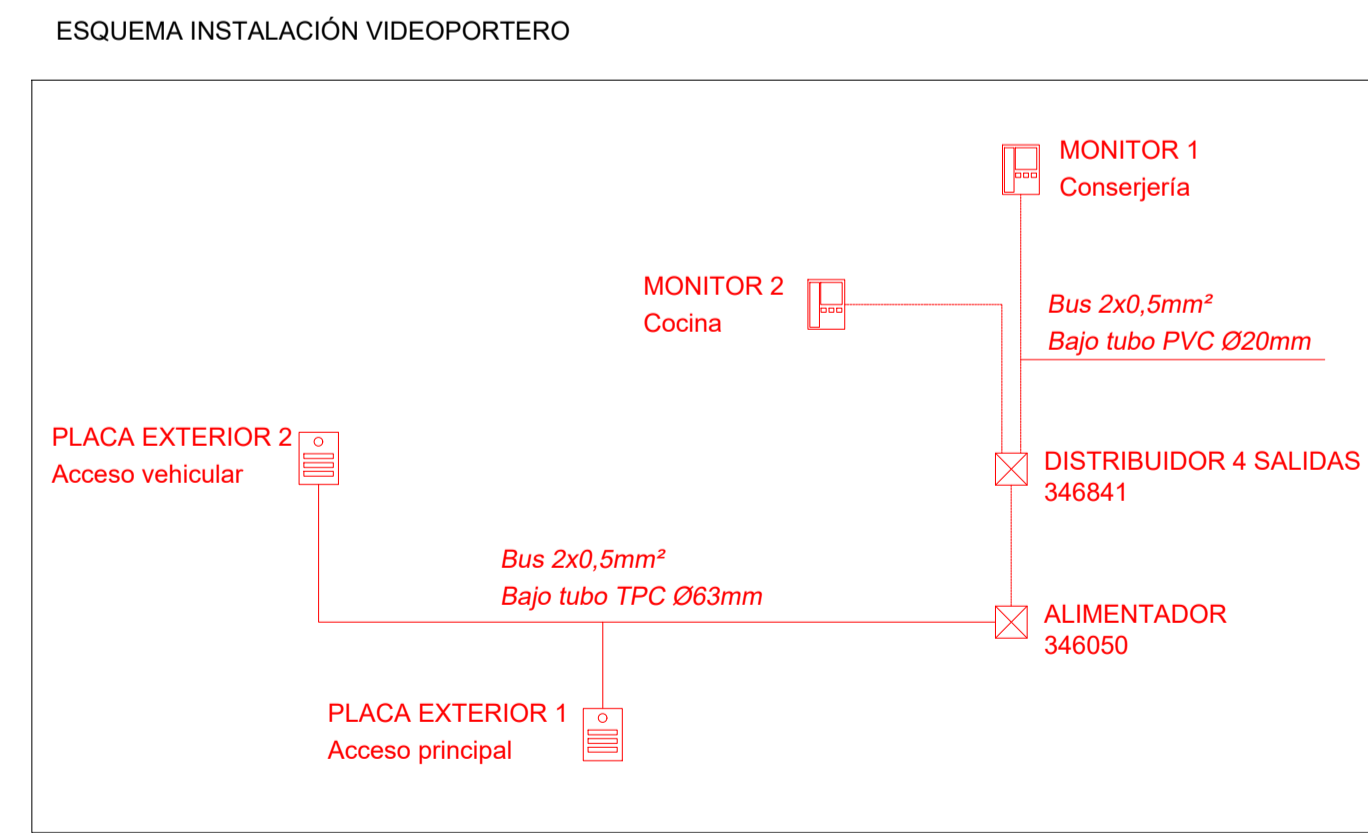 ESQUEMA INSTALACIÓN VIDEOPORTERO
MONITOR 1
Conserjería
MONITOR 2
Cocina
Bus 2x0,5mm²
Bajo tubo PVC Ø20mm
PLACA EXTERIOR 2
Acceso vehicular
DISTRIBUIDOR 4 SALIDAS
346841
Bus 2x0,5mm²
Bajo tubo TPC Ø63mm
ALIMENTADOR
346050
PLACA EXTERIOR 1
Acceso principal